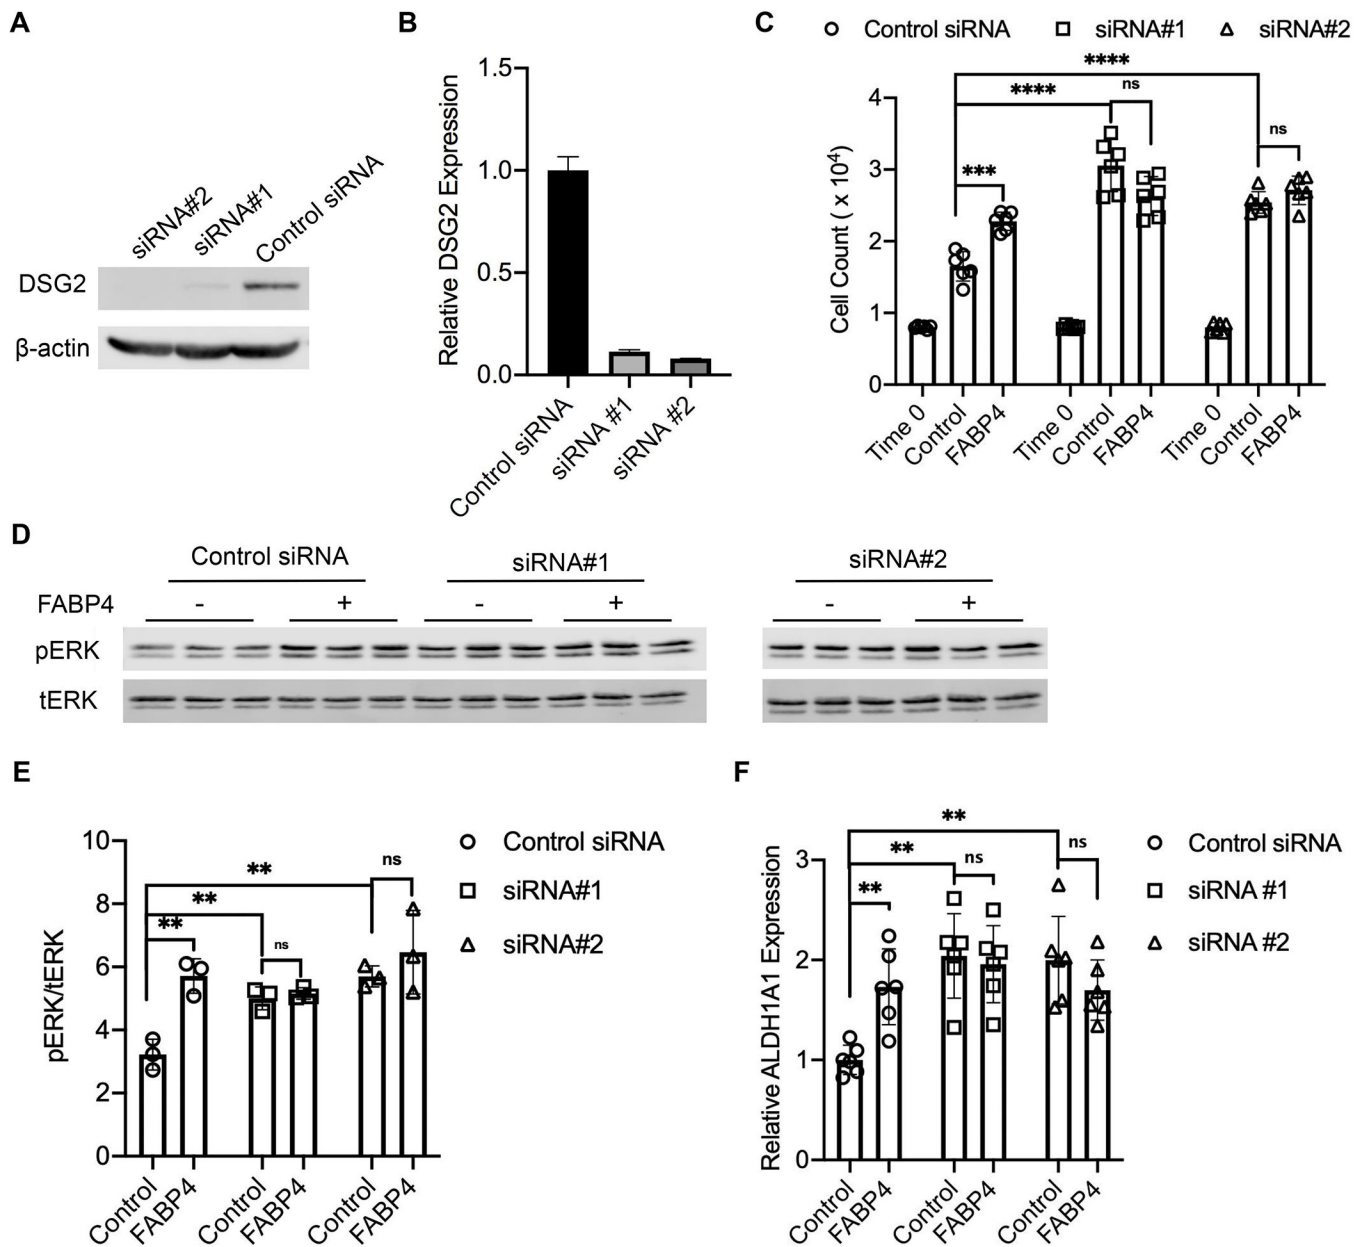 A
siRNA#2
siRNA#1
Control siRNA
DSG2
β-actin
B
Relative DSG2 Expression
1.5
1.0
0.5
0.0
Control siRNA
siRNA #1
siRNA #2
C
Control siRNA
siRNA#1
siRNA#2
****
****
ns
***
ns
Cell Count ( x 10⁴)
4
3
2
1
0
Time 0
Control
FABP4
Time 0
Control
FABP4
Time 0
Control
FABP4
D
Control siRNA
siRNA#1
siRNA#2
FABP4 - + - + - +
pERK
tERK
E
pERK/tERK
10
8
6
4
2
0
**
**
**
ns
ns
Control siRNA
siRNA#1
siRNA#2
Control
FABP4
Control
FABP4
Control
FABP4
F
Relative ALDH1A1 Expression
3
2
1
0
**
**
**
ns
ns
Control siRNA
siRNA #1
siRNA #2
Control
FABP4
Control
FABP4
Control
FABP4